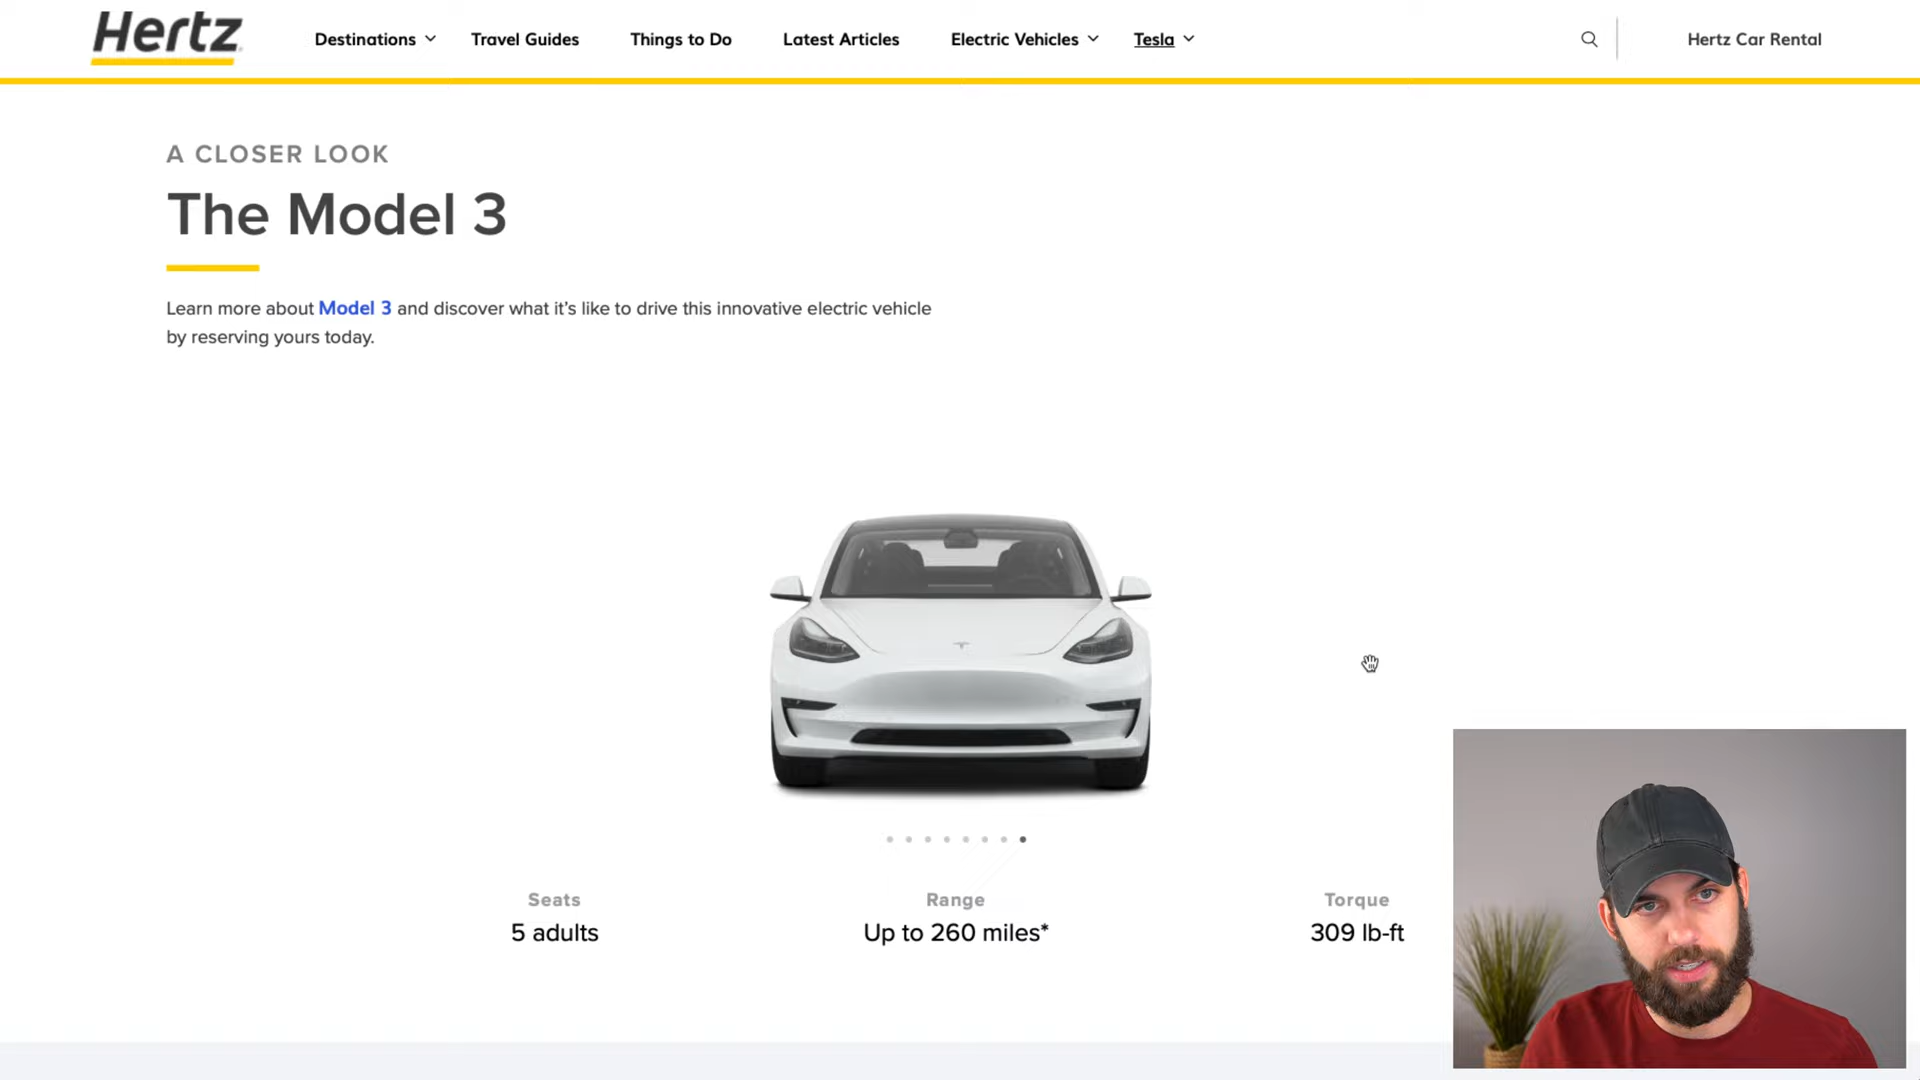 Hertz
Destinations
Travel Guides
Things to Do
Latest Articles
Electric Vehicles
Tesla
Hertz Car Rental
A CLOSER LOOK
The Model 3
Learn more about Model 3 and discover what it's like to drive this innovative electric vehicle
by reserving yours today.
Seats
5 adults
Range
Up to 260 miles*
Torque
309 lb-ft